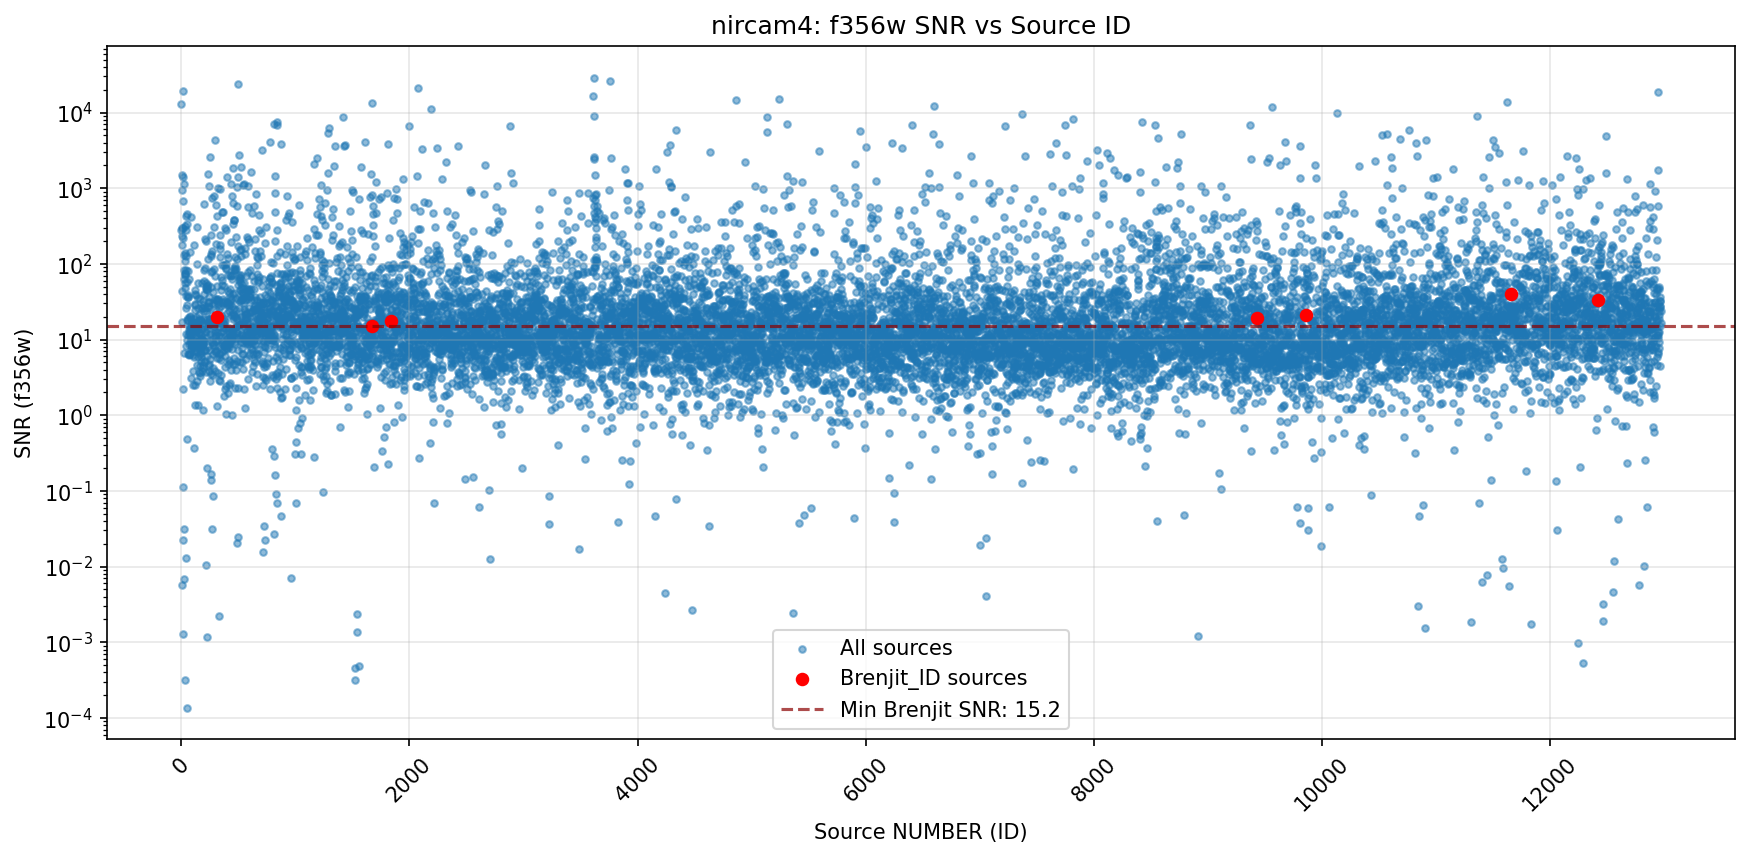 nircam4: f356w SNR vs Source ID
SNR (f356w)
10⁴
10³
10²
10¹
10⁰
10⁻¹
10⁻²
10⁻³
10⁻⁴
All sources
Brenjit_ID sources
Min Brenjit SNR: 15.2
0
2000
4000
6000
8000
10000
12000
Source NUMBER (ID)